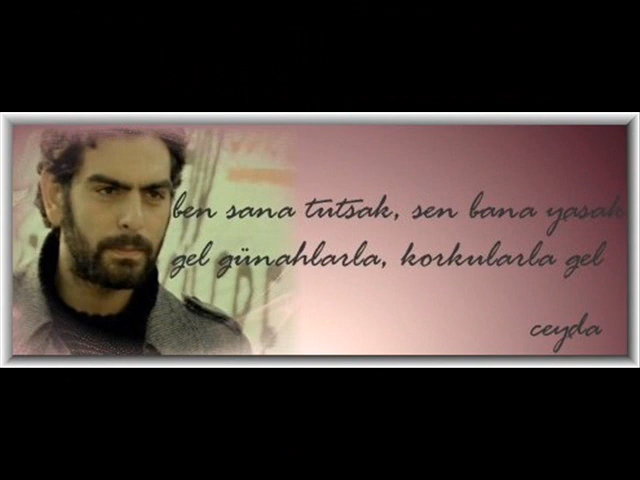 ben sana tutsak, sen bana yasak
gel günahlarla, korkularla gel
ceyda